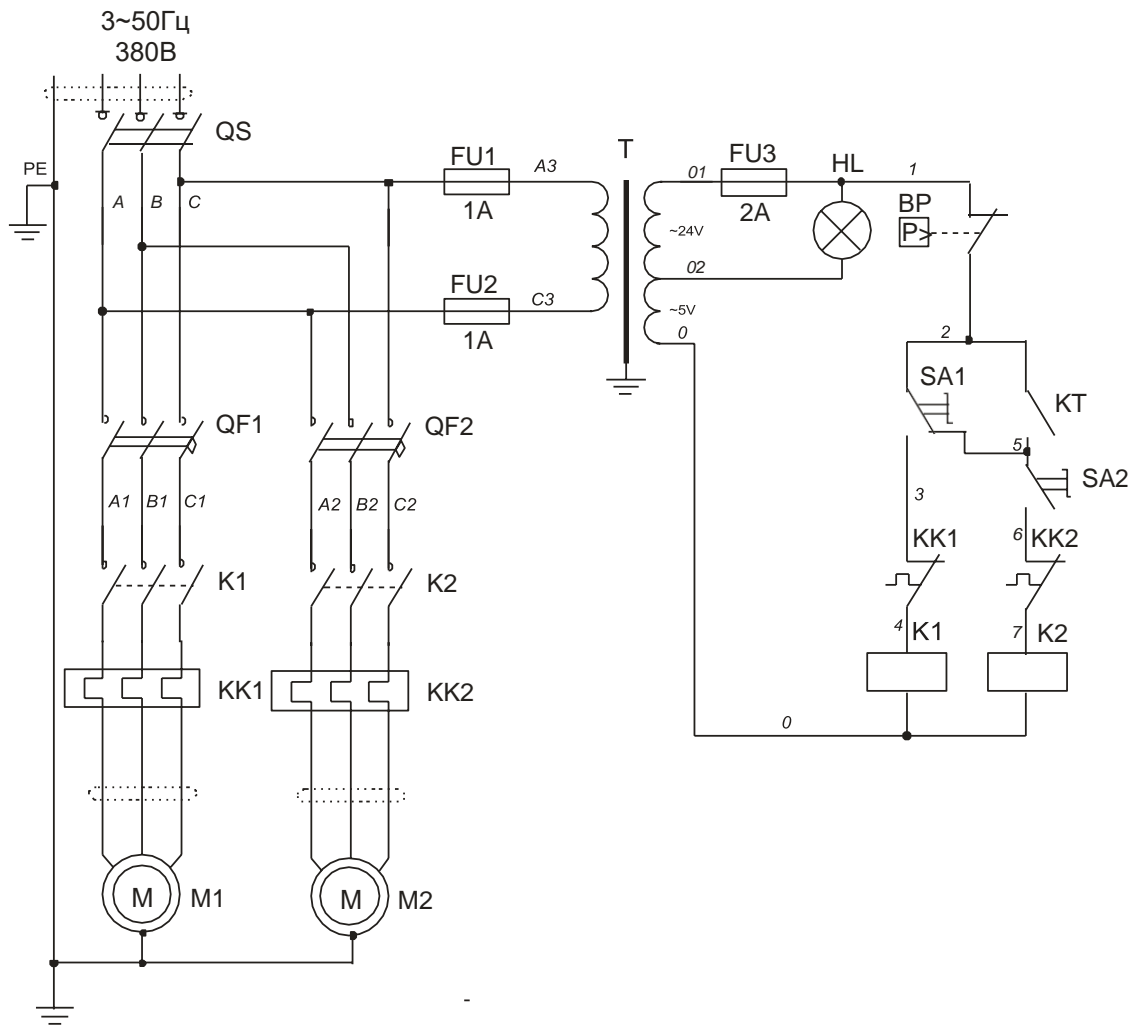 3~50Гц
380В
QS
PE
A B C
FU1
1A
A3
T
01
FU3
2A
HL
1
BP
P>
~24V
02
FU2
1A
C3
~5V
0
2
SA1
KT
QF1
QF2
5
SA2
A1 B1 C1
A2 B2 C2
3
6
KK1
KK2
K1
K2
4
K1
7
K2
KK1
KK2
0
M
M1
M
M2
-